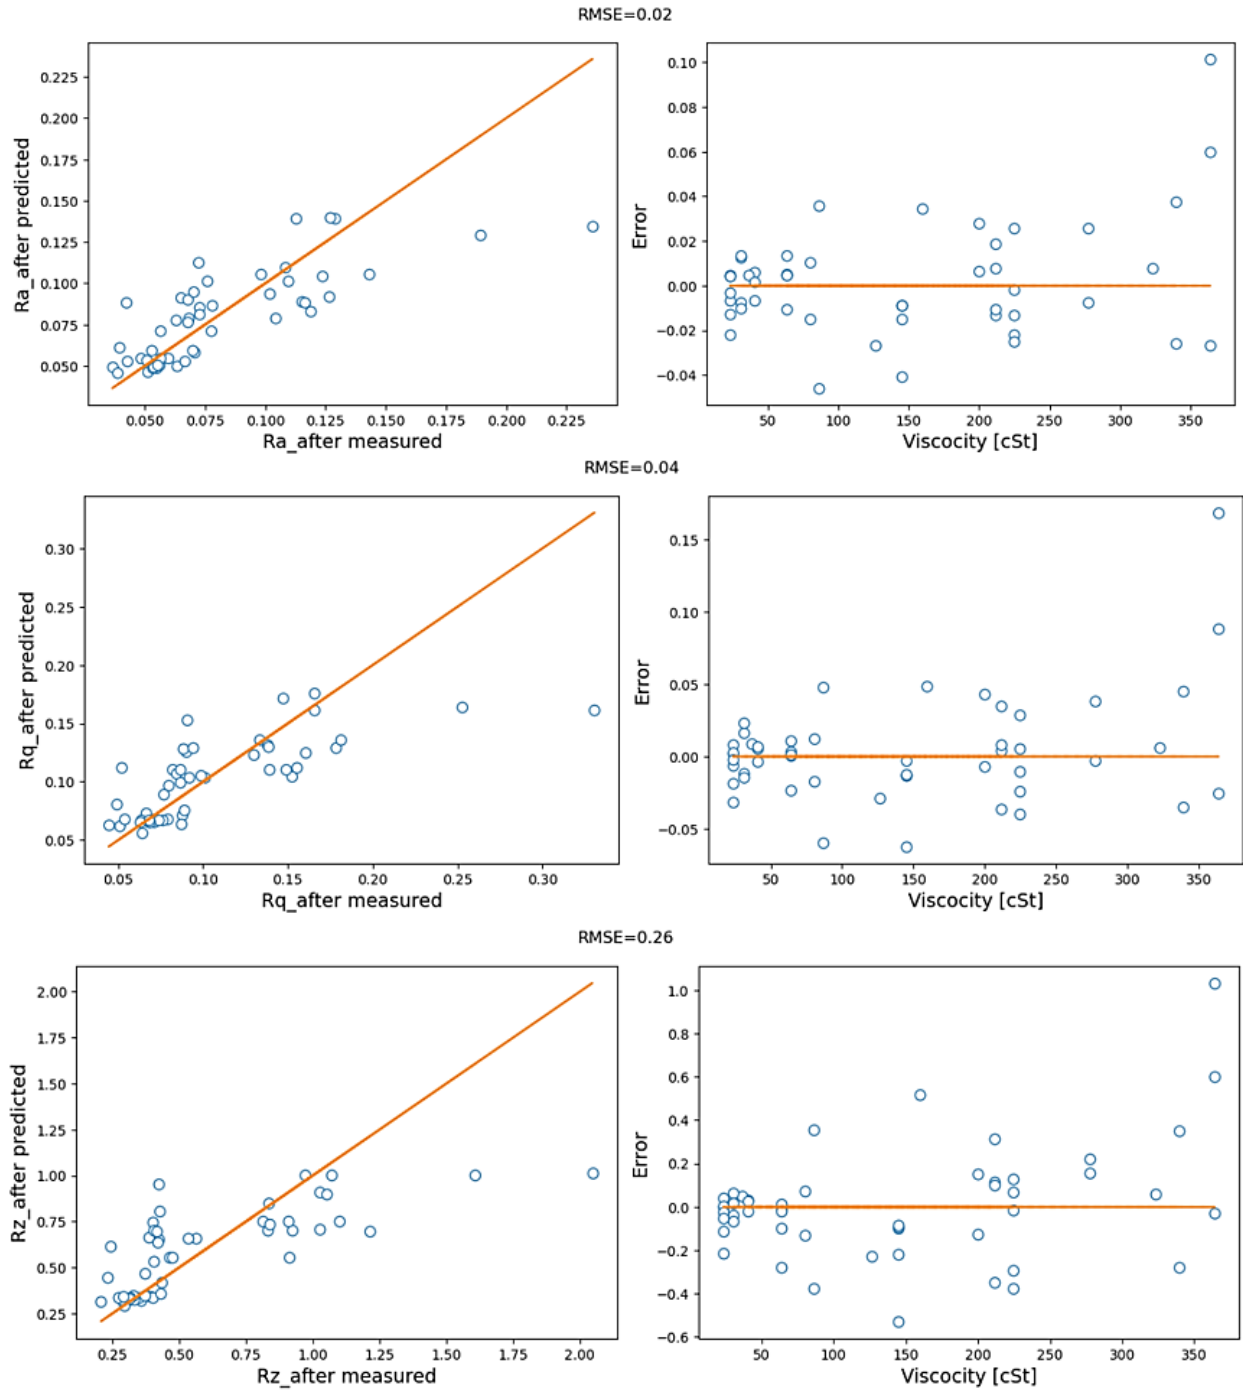 RMSE=0.02
0.225
0.200
0.175
0.150
0.125
0.100
0.075
0.050
Ra_after predicted
0.050 0.075 0.100 0.125 0.150 0.175 0.200 0.225
Ra_after measured
0.10
0.08
0.06
0.04
0.02
0.00
−0.02
−0.04
Error
50 100 150 200 250 300 350
Viscocity [cSt]
RMSE=0.04
0.30
0.25
0.20
0.15
0.10
0.05
Rq_after predicted
0.05 0.10 0.15 0.20 0.25 0.30
Rq_after measured
0.15
0.10
0.05
0.00
−0.05
Error
50 100 150 200 250 300 350
Viscocity [cSt]
RMSE=0.26
2.00
1.75
1.50
1.25
1.00
0.75
0.50
0.25
Rz_after predicted
0.25 0.50 0.75 1.00 1.25 1.50 1.75 2.00
Rz_after measured
1.0
0.8
0.6
0.4
0.2
0.0
−0.2
−0.4
−0.6
Error
50 100 150 200 250 300 350
Viscocity [cSt]